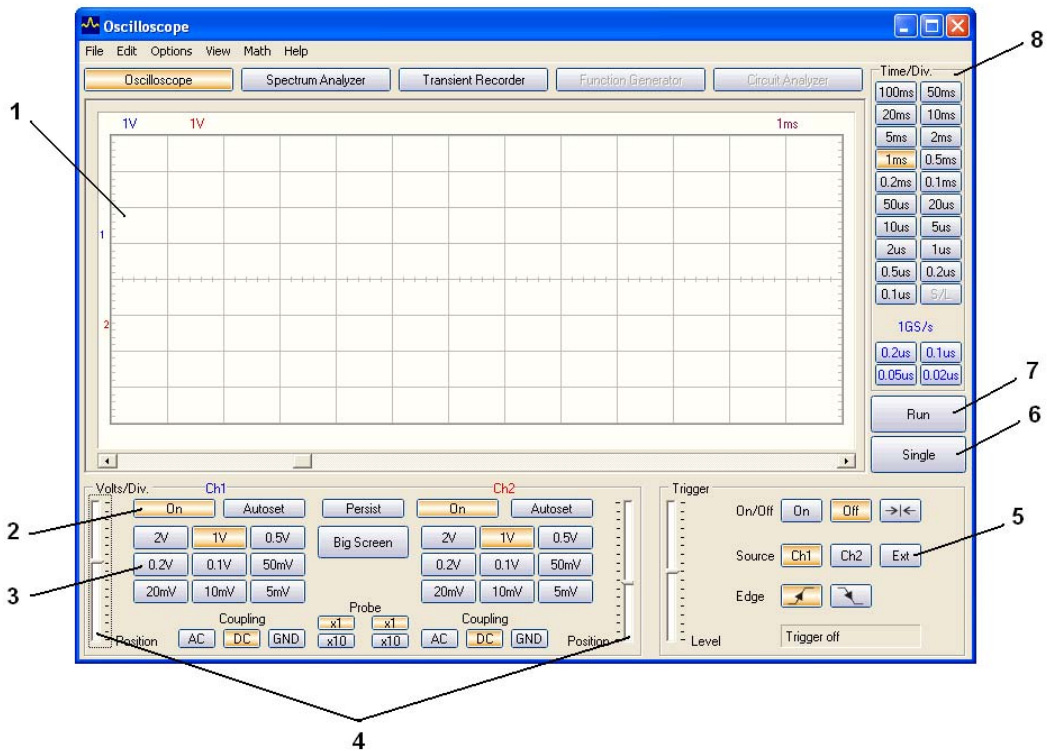 Oscilloscope
File Edit Options View Math Help
Oscilloscope Spectrum Analyzer Transient Recorder Function Generator Circuit Analyzer
Time/Div.
8
100ms 50ms
20ms 10ms
5ms 2ms
1ms 0.5ms
0.2ms 0.1ms
50us 20us
10us 5us
2us 1us
0.5us 0.2us
0.1us S/L
1GS/s
0.2us 0.1us
0.05us 0.02us
Run
7
Single
6
1
1V 1V 1ms
1
2
Volts/Div. Ch1 Ch2
2
On Autoset Persist On Autoset
2V 1V 0.5V Big Screen 2V 1V 0.5V
3
0.2V 0.1V 50mV 0.2V 0.1V 50mV
20mV 10mV 5mV 20mV 10mV 5mV
Coupling Probe Coupling
x1 x1
Position AC DC GND x10 x10 AC DC GND Position
4
Trigger
On/Off On Off
5
Source Ch1 Ch2 Ext
Edge
Level Trigger off